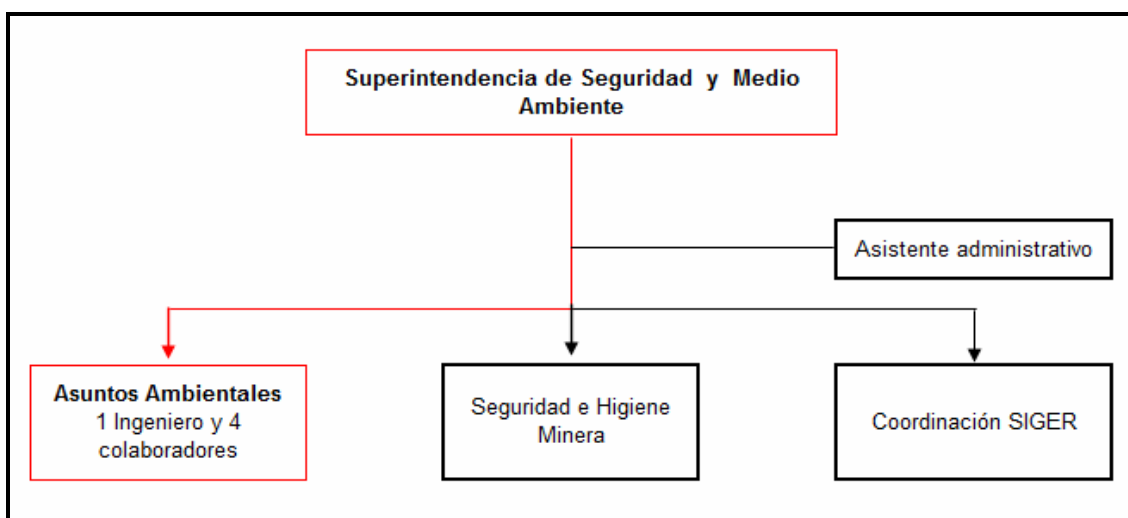 Superintendencia de Seguridad y Medio
Ambiente
Asistente administrativo
Asuntos Ambientales
1 Ingeniero y 4
colaboradores
Seguridad e Higiene
Minera
Coordinación SIGER